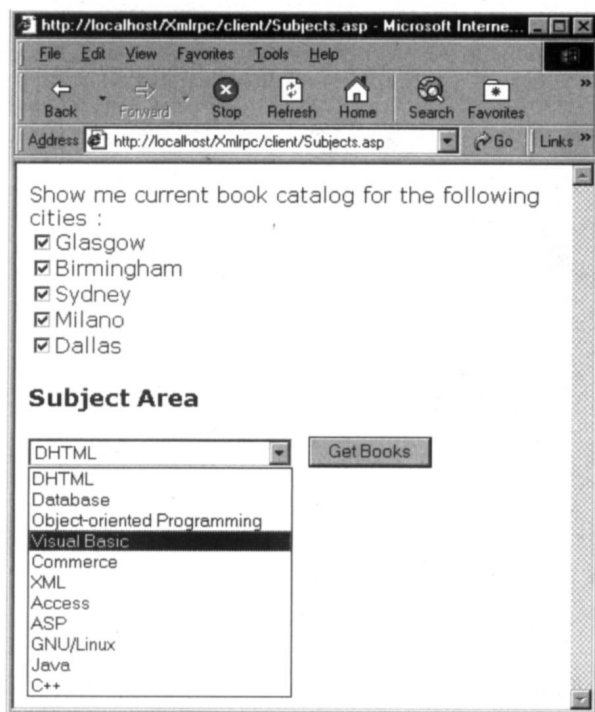 http://localhost/Xmlrpc/client/Subjects.asp - Microsoft Interne...
File Edit View Favorites Tools Help
Back Forward Stop Refresh Home Search Favorites »
Address http://localhost/Xmlrpc/client/Subjects.asp Go Links »
Show me current book catalog for the following
cities :
Glasgow
Birmingham
Sydney
Milano
Dallas
Subject Area
DHTML Get Books
DHTML
Database
Object-oriented Programming
Visual Basic
Commerce
XML
Access
ASP
GNU/Linux
Java
C++